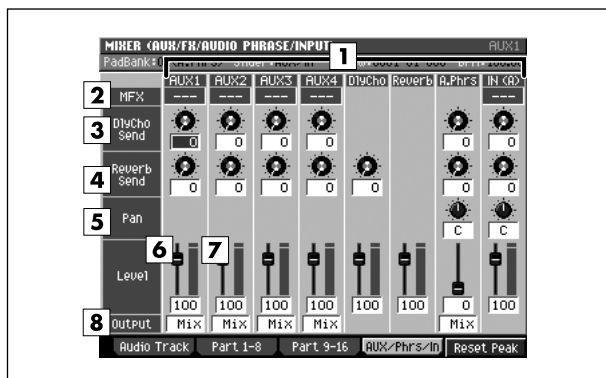 MIXER (AUX/FX/AUDIO PHRASE/INPUT) AUX1
1
PadBank:
AUX1 AUX2 AUX3 AUX4 DlyCho Reverb A.Phrs IN (A)
2 MFX --- --- --- --- ---
3 DlyCho Send 0 0 0 0 0 0
4 Reverb Send 0 0 0 0 0 0 0
5 Pan C C
6 7
Level 100 100 100 100 100 100 0 100
8 Output Mix Mix Mix Mix Mix
Audio Track Part 1-8 Part 9-16 AUX/Phrs/In Reset Peak